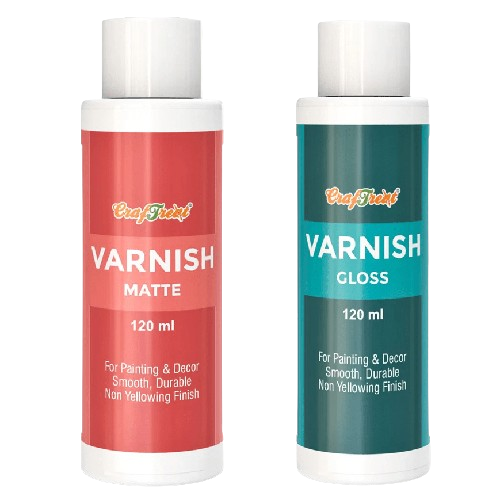 CrafTreat
VARNISH
MATTE
120 ml
For Painting & Decor
Smooth, Durable
Non Yellowing Finish
CrafTreat
VARNISH
GLOSS
120 ml
For Painting & Decor
Smooth, Durable
Non Yellowing Finish